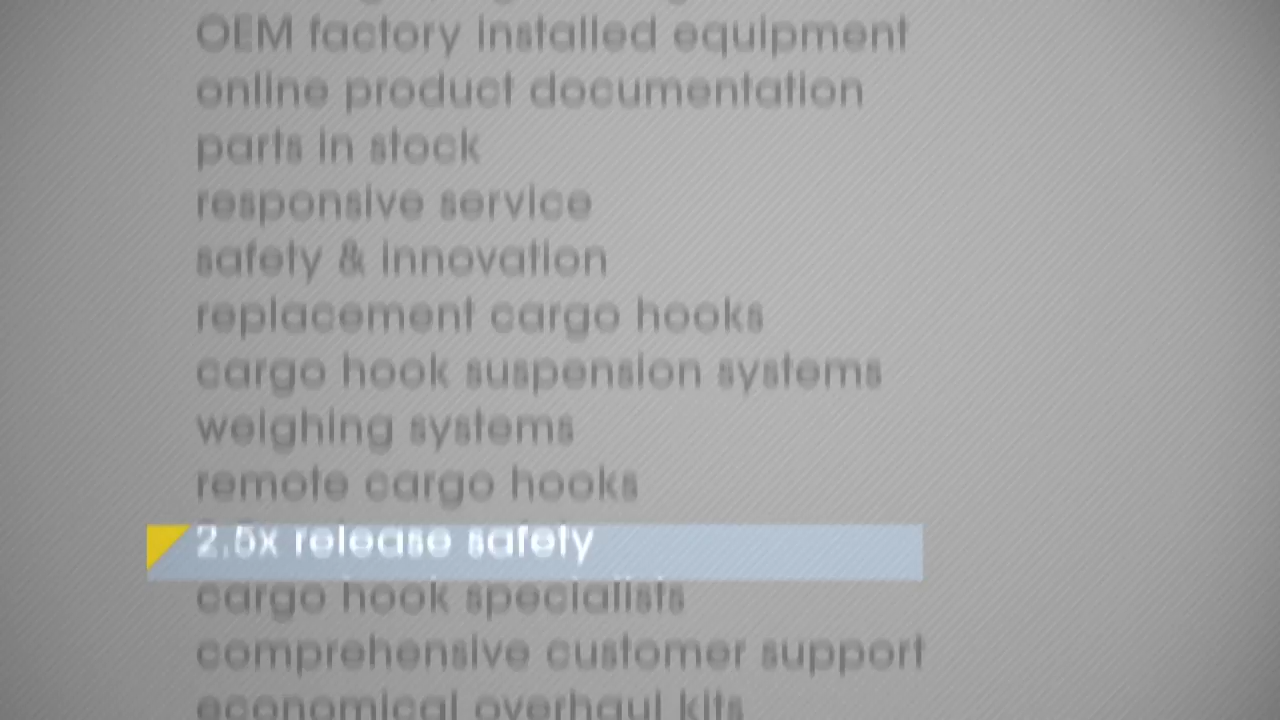 OEM factory installed equipment
online product documentation
parts in stock
responsive service
safety & innovation
replacement cargo hooks
cargo hook suspension systems
weighing systems
remote cargo hooks
2.5x release safety
cargo hook specialists
comprehensive customer support
economical overhaul kits